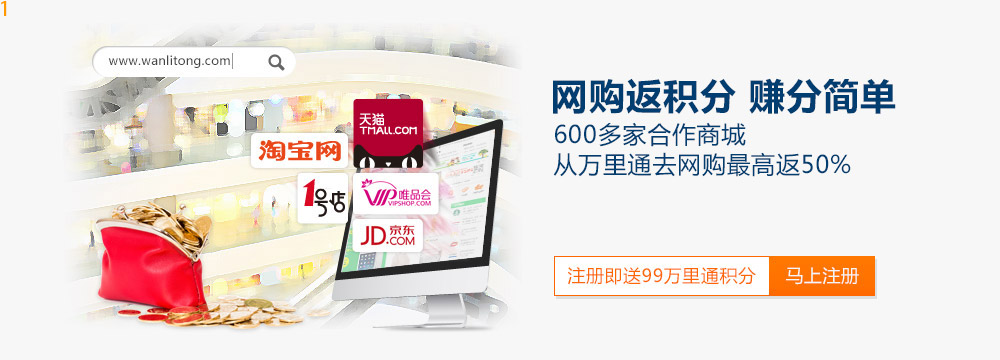 1
www.wanlitong.com
天猫
TMALL.COM
淘宝网
1号店
VIP 唯品会
VIPSHOP.COM
JD 京东
.COM
网购返积分 赚分简单
600多家合作商城
从万里通去网购最高返50%
注册即送99万里通积分 马上注册